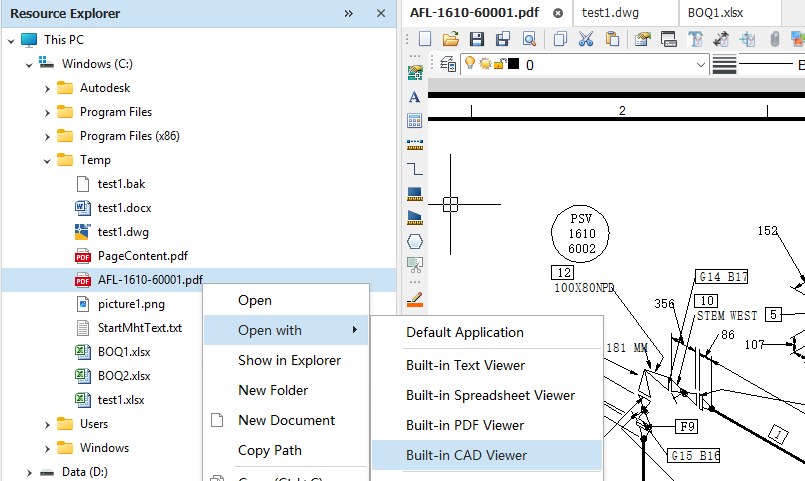 Resource Explorer
This PC
Windows (C:)
Autodesk
Program Files
Program Files (x86)
Temp
test1.bak
test1.docx
test1.dwg
PageContent.pdf
AFL-1610-60001.pdf
picture1.png
StartMhtText.txt
BOQ1.xlsx
BOQ2.xlsx
test1.xlsx
Users
Windows
Data (D:)
Open
Open with
Show in Explorer
New Folder
New Document
Copy Path
Default Application
Built-in Text Viewer
Built-in Spreadsheet Viewer
Built-in PDF Viewer
Built-in CAD Viewer
AFL-1610-60001.pdf
test1.dwg
BOQ1.xlsx
0
B
2
PSV
1610
6002
152
12
100X80NPD
G14 B17
356
10
STEM WEST
5
86
107
181 MM
F9
1
G15 B16